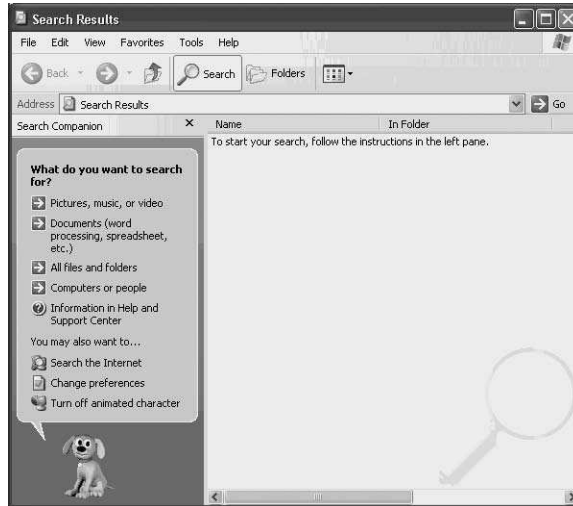 Search Results
File Edit View Favorites Tools Help
Back Search Folders
Address Search Results Go
Search Companion Name In Folder
To start your search, follow the instructions in the left pane.
What do you want to search
for?
Pictures, music, or video
Documents (word
processing, spreadsheet,
etc.)
All files and folders
Computers or people
Information in Help and
Support Center
You may also want to...
Search the Internet
Change preferences
Turn off animated character